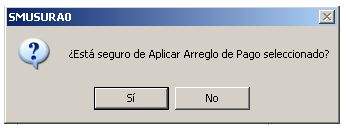 SMUSURA0
¿Está seguro de Aplicar Arreglo de Pago seleccionado?
Sí
No